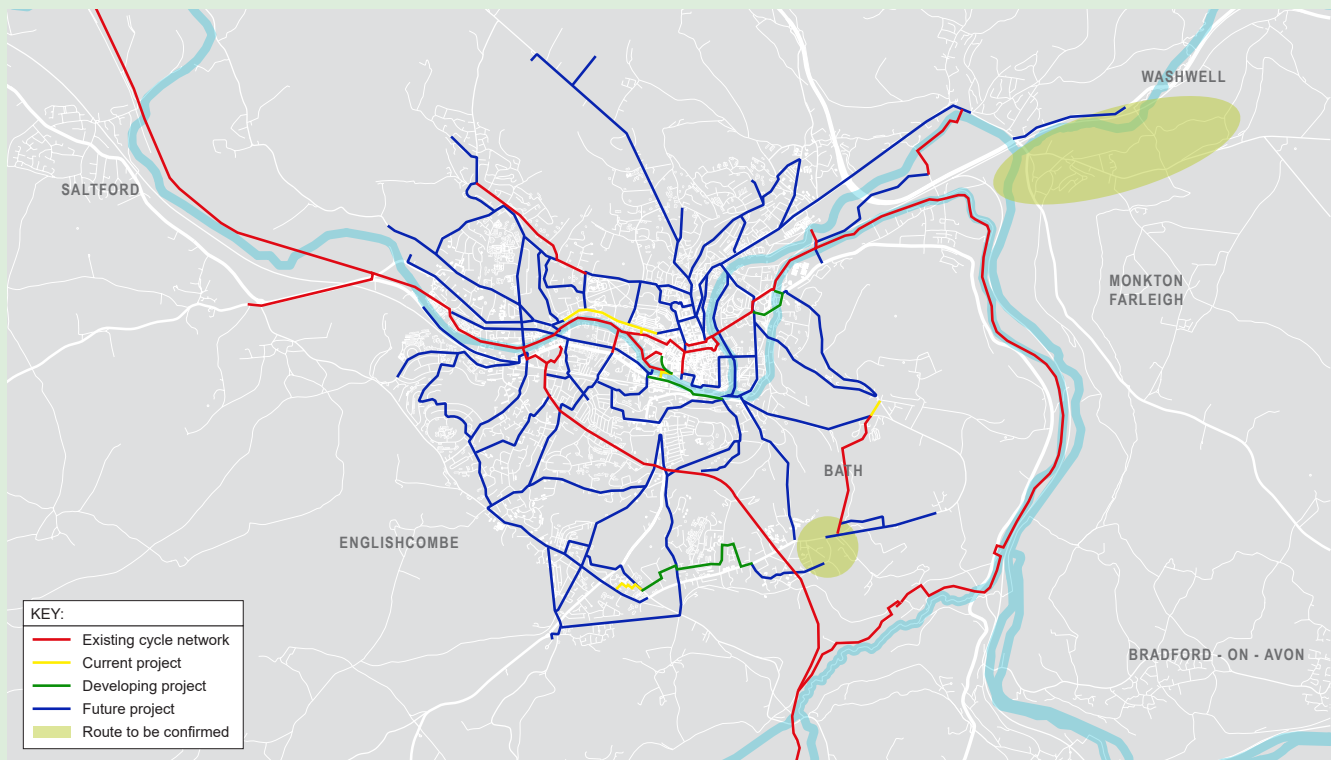 WASHWELL
SALTFORD
MONKTON
FARLEIGH
BATH
ENGLISHCOMBE
BRADFORD - ON - AVON
KEY:
Existing cycle network
Current project
Developing project
Future project
Route to be confirmed